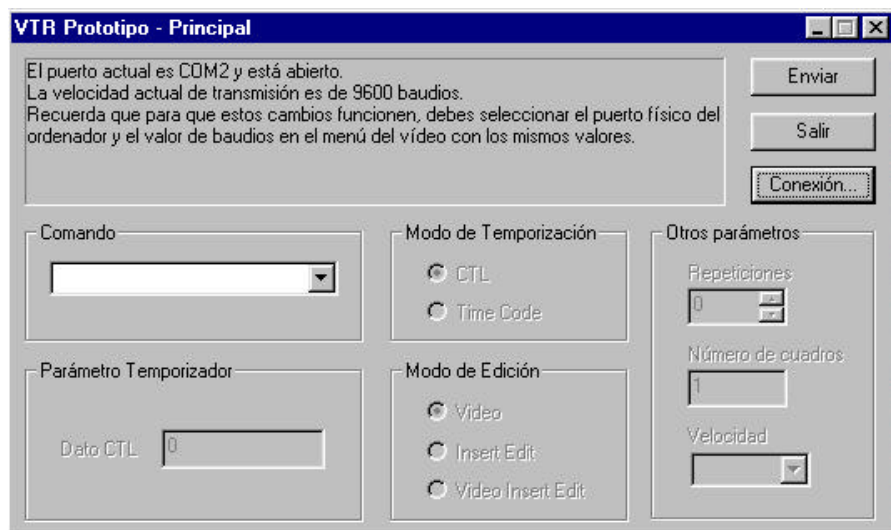 VTR Prototipo - Principal
El puerto actual es COM2 y está abierto.
La velocidad actual de transmisión es de 9600 baudios.
Recuerda que para que estos cambios funcionen, debes seleccionar el puerto físico del
ordenador y el valor de baudios en el menú del vídeo con los mismos valores.
Enviar
Salir
Conexión...
Comando
Modo de Temporización
CTL
Time Code
Otros parámetros
Repeticiones
0
Número de cuadros
1
Velocidad
Parámetro Temporizador
Dato CTL 0
Modo de Edición
Video
Insert Edit
Video Insert Edit